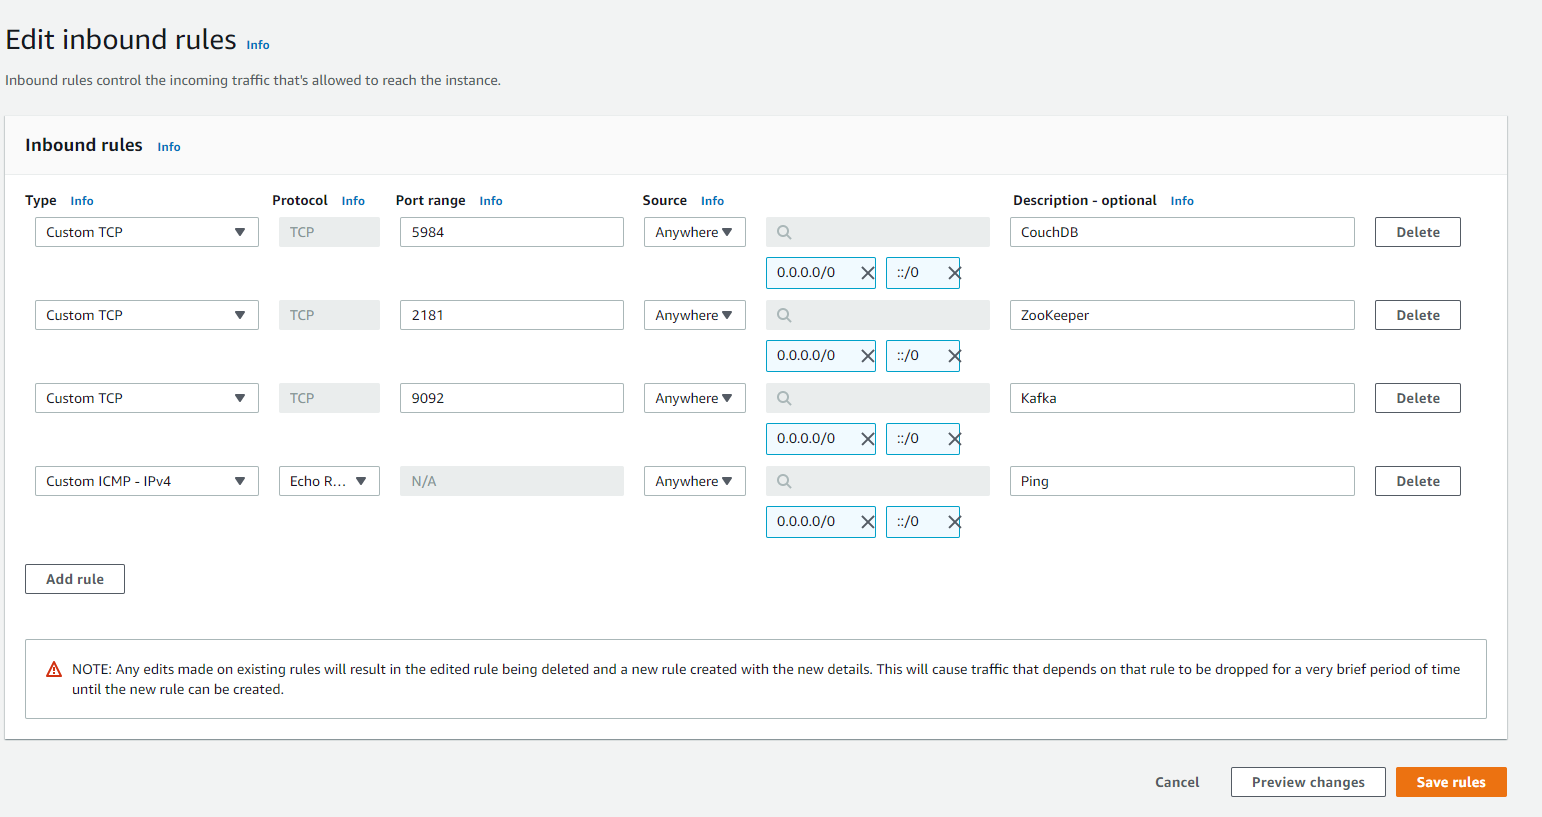 Edit inbound rules Info
Inbound rules control the incoming traffic that's allowed to reach the instance.
Inbound rules Info
Type Info Protocol Info Port range Info Source Info Description - optional Info
Custom TCP TCP 5984 Anywhere CouchDB Delete
0.0.0.0/0 ::/0
Custom TCP TCP 2181 Anywhere ZooKeeper Delete
0.0.0.0/0 ::/0
Custom TCP TCP 9092 Anywhere Kafka Delete
0.0.0.0/0 ::/0
Custom ICMP - IPv4 Echo R... N/A Anywhere Ping Delete
0.0.0.0/0 ::/0
Add rule
NOTE: Any edits made on existing rules will result in the edited rule being deleted and a new rule created with the new details. This will cause traffic that depends on that rule to be dropped for a very brief period of time
until the new rule can be created.
Cancel Preview changes Save rules